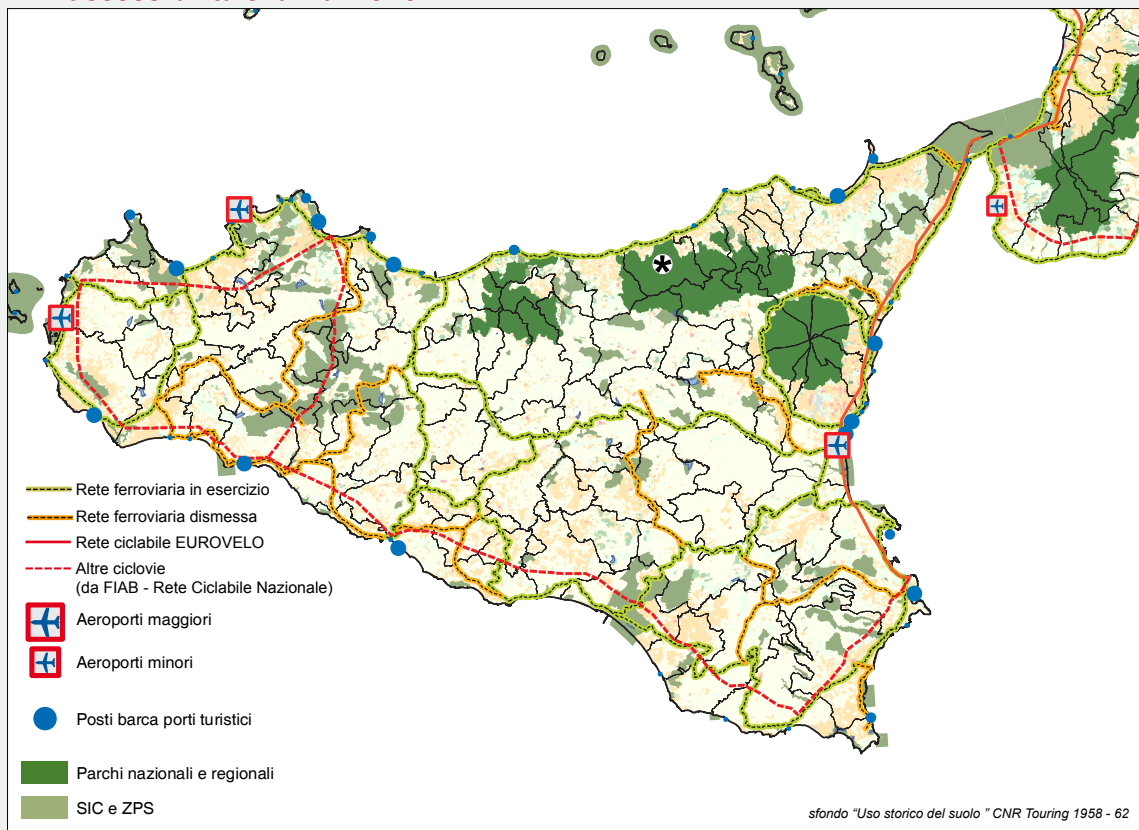 Rete ferroviaria in esercizio
Rete ferroviaria dismessa
Rete ciclabile EUROVELO
Altre ciclovie
(da FIAB - Rete Ciclabile Nazionale)
Aeroporti maggiori
Aeroporti minori
Posti barca porti turistici
Parchi nazionali e regionali
SIC e ZPS
sfondo "Uso storico del suolo " CNR Touring 1958 - 62